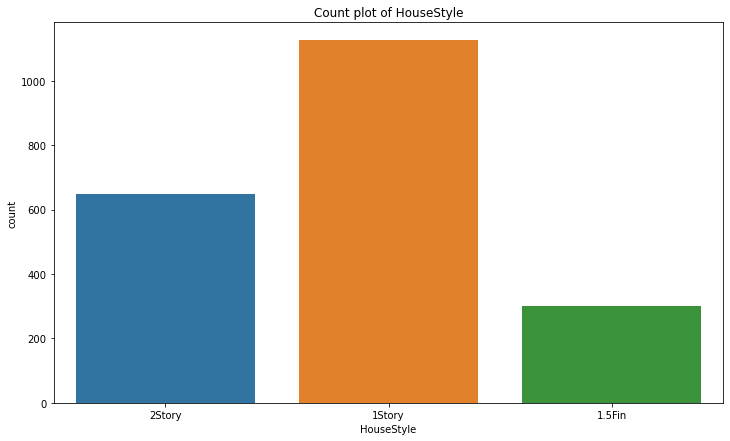 Count plot of HouseStyle
count
1000
800
600
400
200
0
2Story 1Story 1.5Fin
HouseStyle